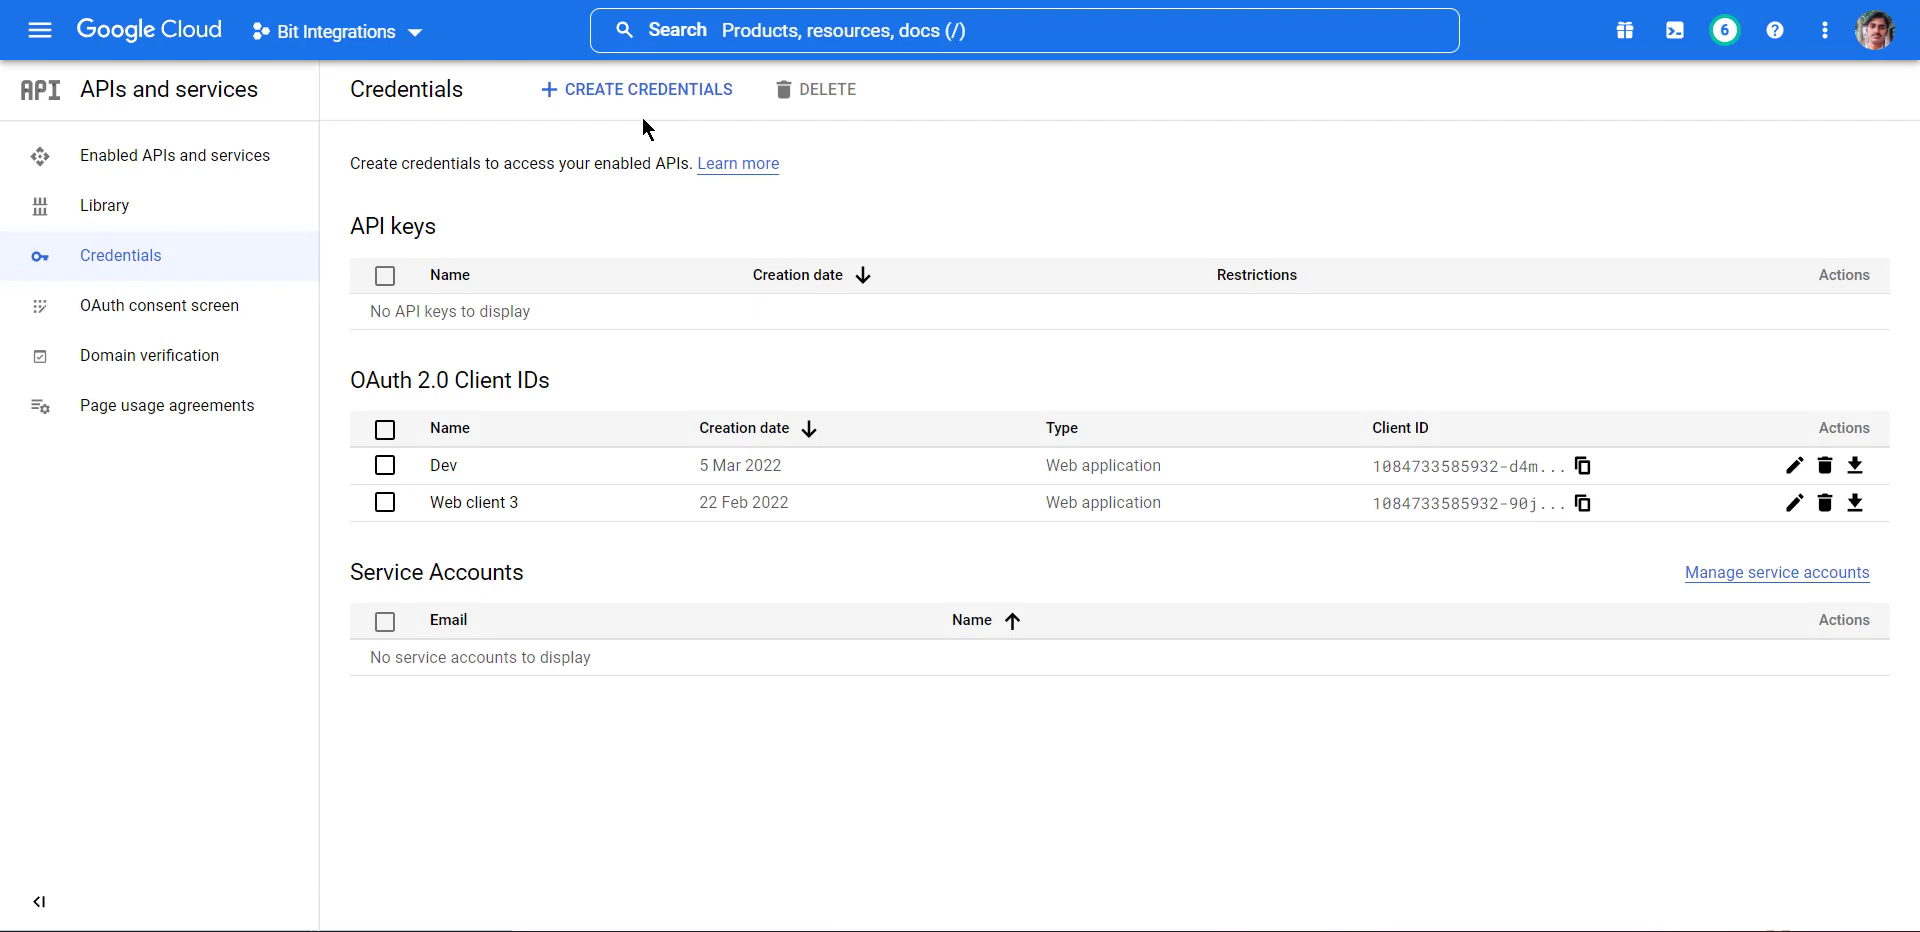 Google Cloud Bit Integrations Search Products, resources, docs (/) 6
API APIs and services
Credentials CREATE CREDENTIALS DELETE
Enabled APIs and services
Library
Credentials
OAuth consent screen
Domain verification
Page usage agreements
Create credentials to access your enabled APIs. Learn more
API keys
Name Creation date Restrictions Actions
No API keys to display
OAuth 2.0 Client IDs
Name Creation date Type Client ID Actions
Dev 5 Mar 2022 Web application 1084733585932-d4m...
Web client 3 22 Feb 2022 Web application 1084733585932-90j...
Service Accounts Manage service accounts
Email Name Actions
No service accounts to display